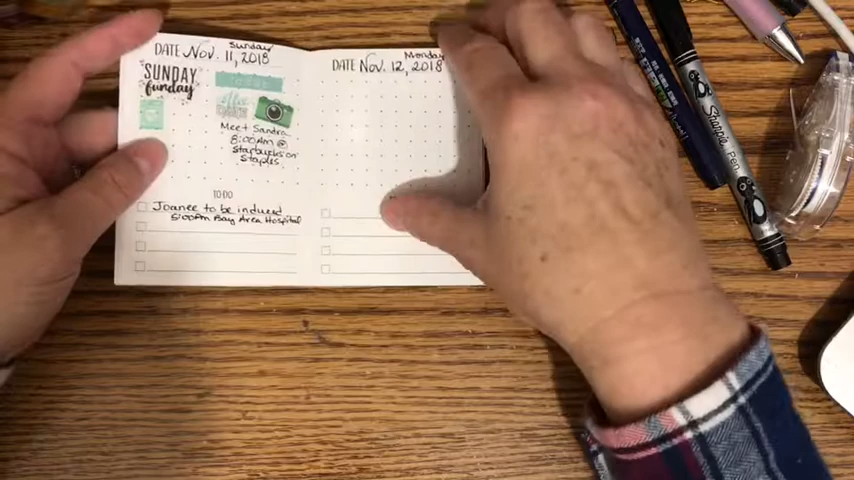 Sunday
DATE Nov. 11, 2018
SUNDAY
funday
Meet Sandra
8:00Am @
Starbucks on
Staples
TO-DO
Joanee to be induced
5:00pm Bay Area Hospital
Monday
DATE Nov. 12, 2018
Sharpie